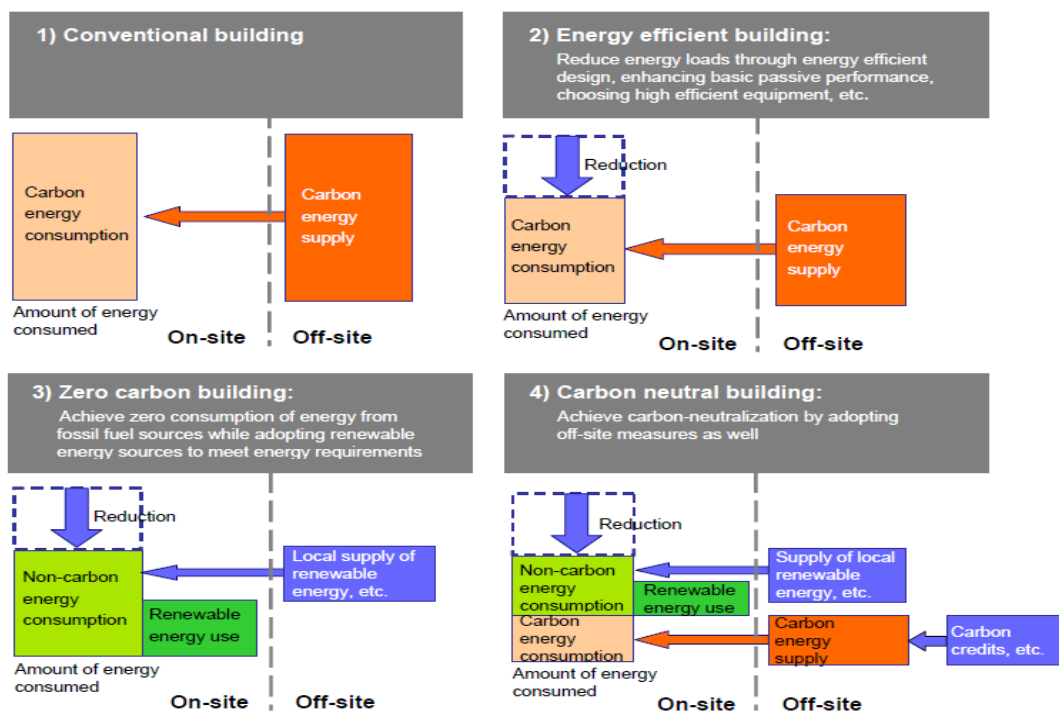 1) Conventional building
Carbon
energy
consumption
Carbon
energy
supply
Amount of energy
consumed
On-site
Off-site
2) Energy efficient building:
Reduce energy loads through energy efficient
design, enhancing basic passive performance,
choosing high efficient equipment, etc.
Reduction
Carbon
energy
consumption
Carbon
energy
supply
Amount of energy
consumed
On-site
Off-site
3) Zero carbon building:
Achieve zero consumption of energy from
fossil fuel sources while adopting renewable
energy sources to meet energy requirements
Reduction
Non-carbon
energy
consumption
Local supply of
renewable
energy, etc.
Renewable
energy use
Amount of energy
consumed
On-site
Off-site
4) Carbon neutral building:
Achieve carbon-neutralization by adopting
off-site measures as well
Reduction
Non-carbon
energy
consumption
Supply of local
renewable
energy, etc.
Renewable
energy use
Carbon
energy
consumption
Carbon
energy
supply
Carbon
credits, etc.
Amount of energy
consumed
On-site
Off-site